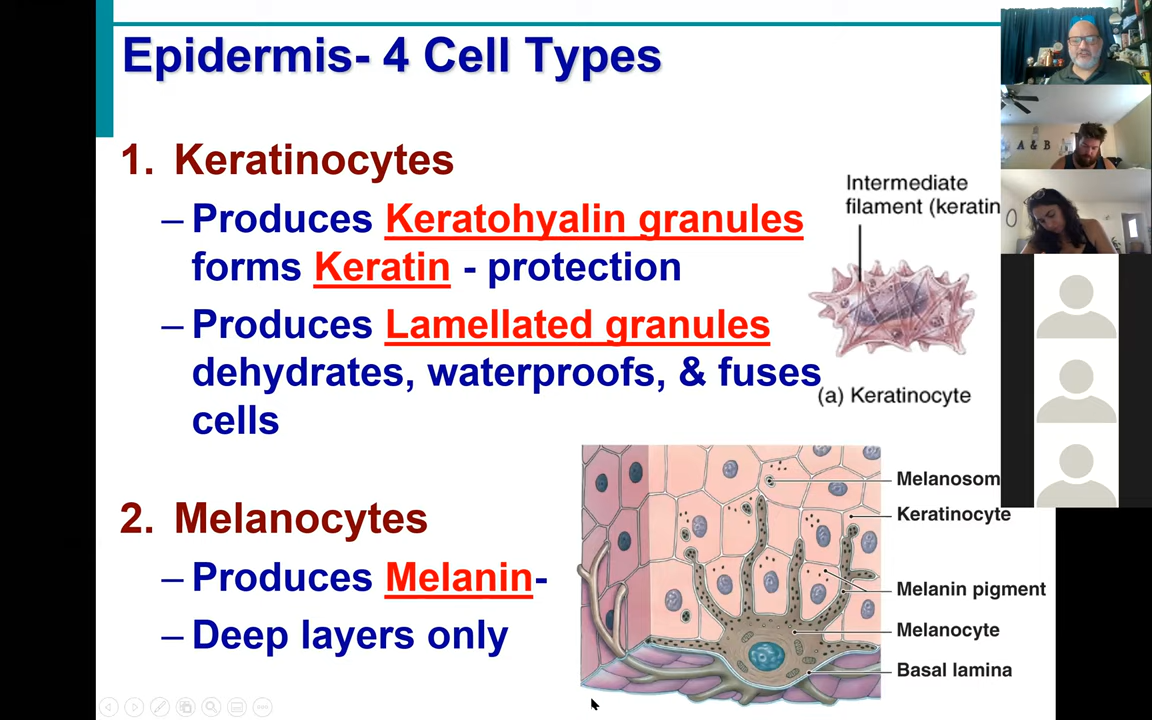 Epidermis- 4 Cell Types
1. Keratinocytes
– Produces Keratohyalin granules
forms Keratin - protection
– Produces Lamellated granules
dehydrates, waterproofs, & fuses
cells
Intermediate
filament (keratin
(a) Keratinocyte
2. Melanocytes
– Produces Melanin-
– Deep layers only
Melanosom
Keratinocyte
Melanin pigment
Melanocyte
Basal lamina
A & B